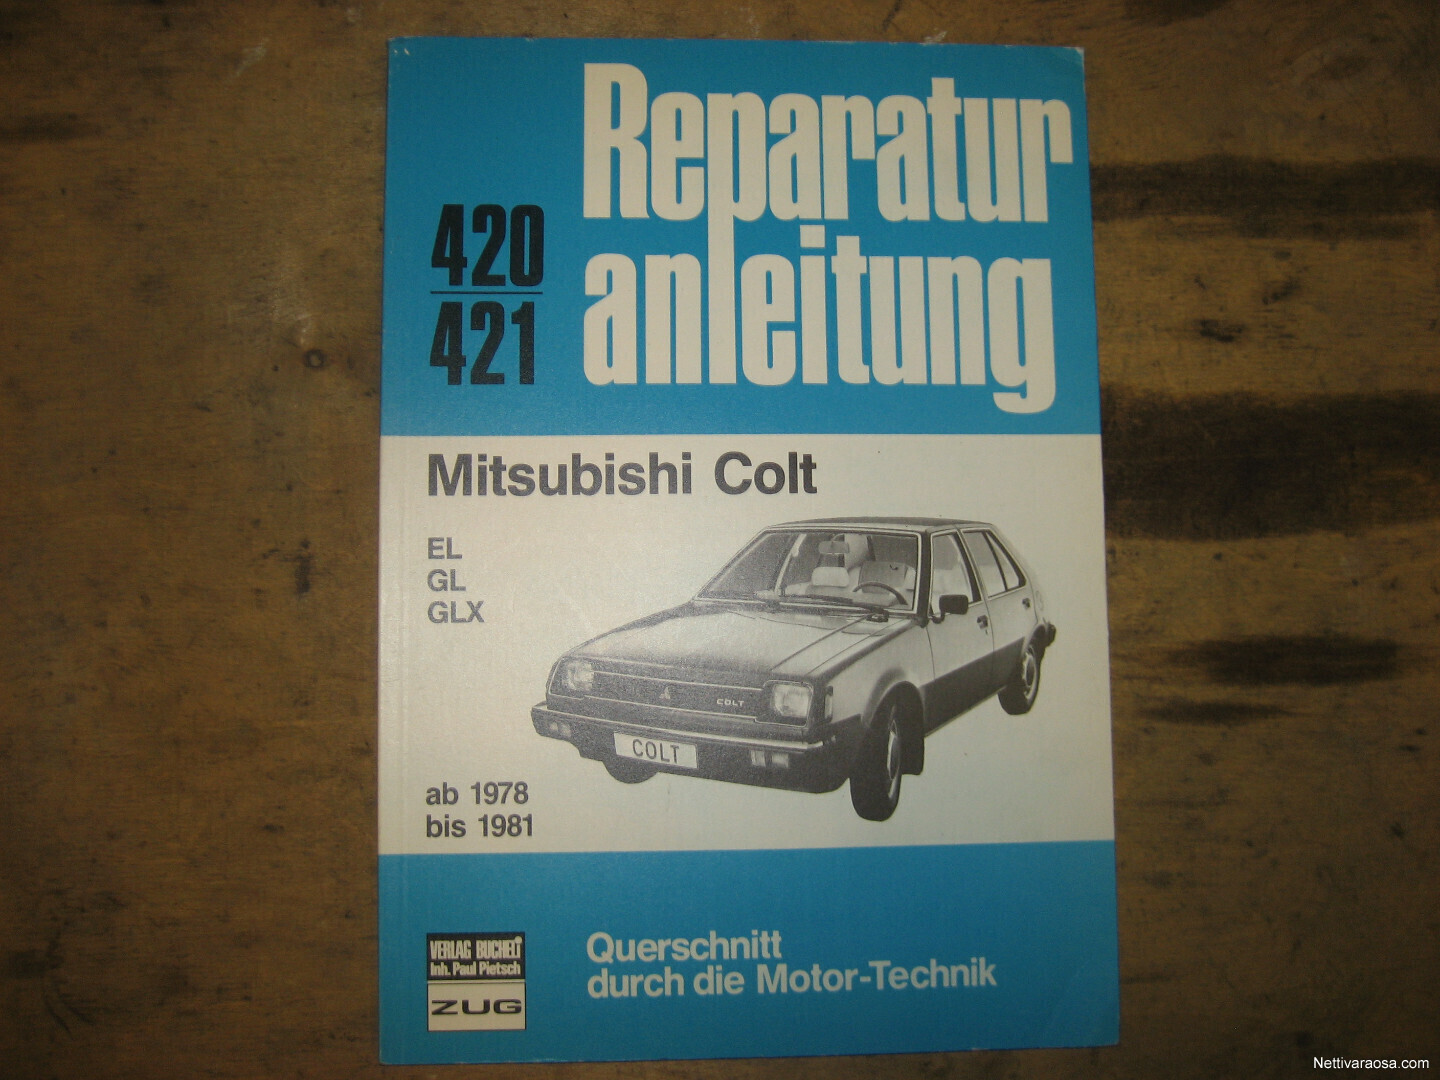 Reparatur
anleitung
420
421
Mitsubishi Colt
EL
GL
GLX
COLT
COLT
ab 1978
bis 1981
VERLAG BUCHELI
Inh. Paul Pietsch
ZUG
Querschnitt
durch die Motor-Technik
Nettivaraosa.com